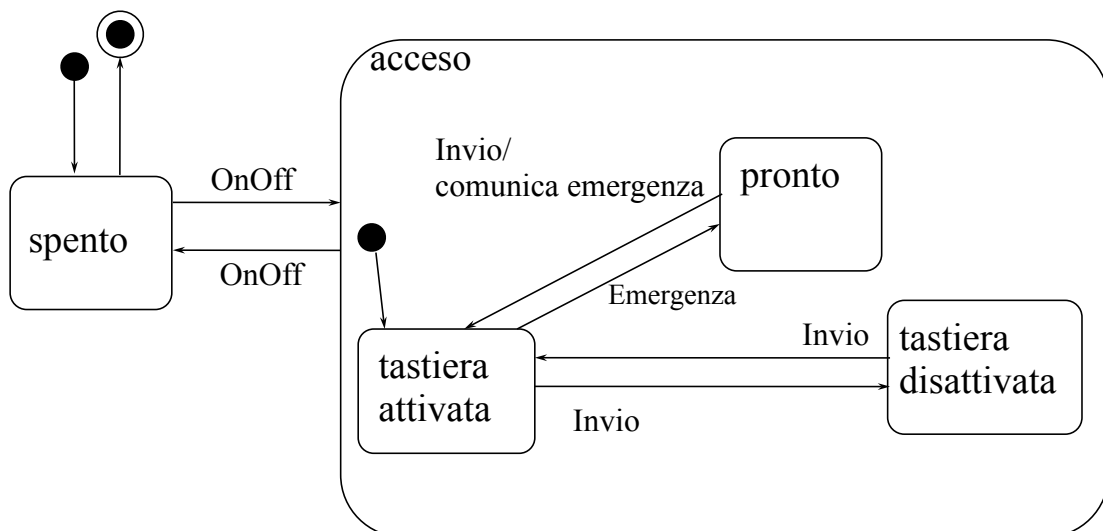 acceso
Invio/
comunica emergenza
pronto
OnOff
spento
OnOff
Emergenza
tastiera
attivata
Invio
tastiera
disattivata
Invio